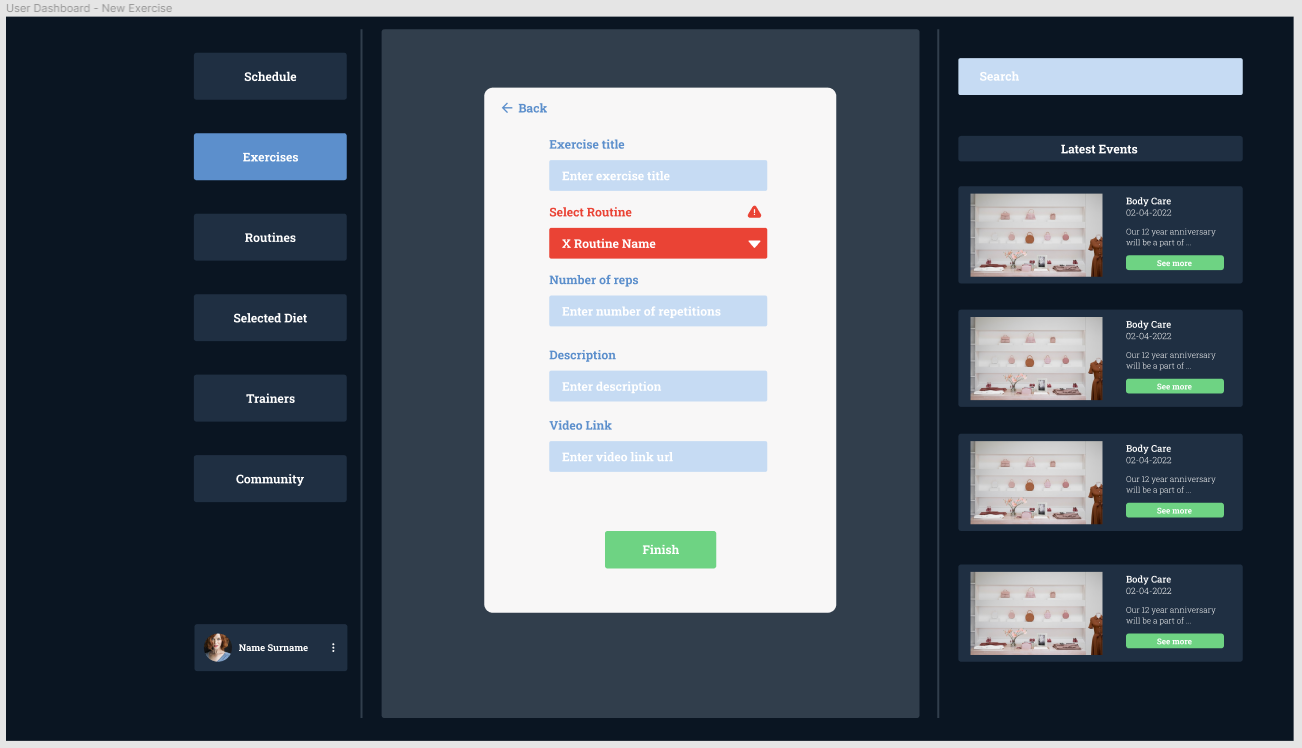 User Dashboard - New Exercise
Schedule
Exercises
Routines
Selected Diet
Trainers
Community
Name Surname
Back
Exercise title
Enter exercise title
Select Routine
X Routine Name
Number of reps
Enter number of repetitions
Description
Enter description
Video Link
Enter video link url
Finish
Search
Latest Events
Body Care
02-04-2022
Our 12 year anniversary
will be a part of ...
See more
Body Care
02-04-2022
Our 12 year anniversary
will be a part of ...
See more
Body Care
02-04-2022
Our 12 year anniversary
will be a part of ...
See more
Body Care
02-04-2022
Our 12 year anniversary
will be a part of ...
See more